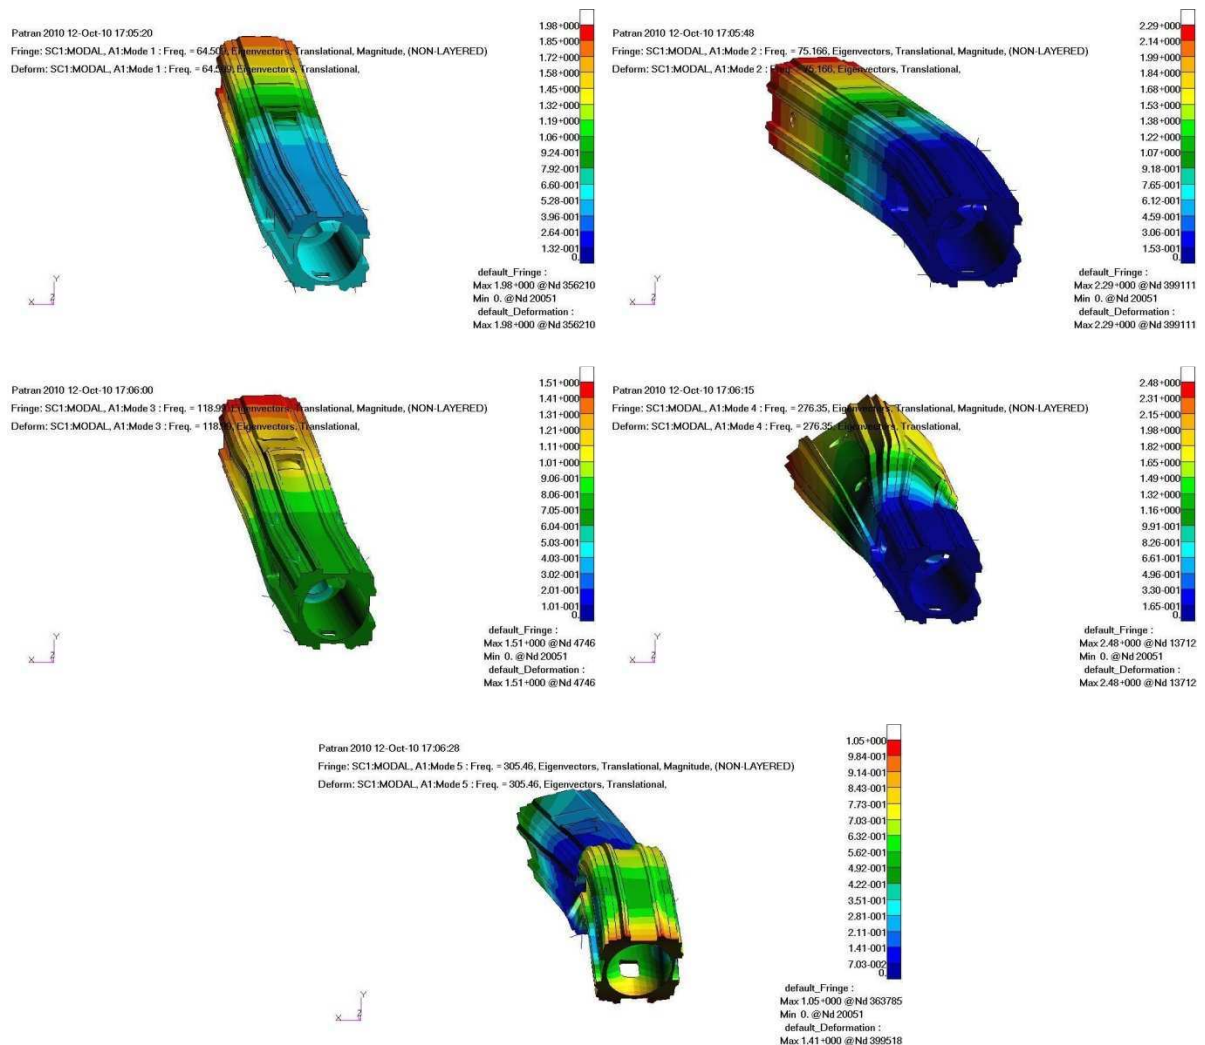 Patran 2010 12-Oct-10 17:05:20
Fringe: SC1:MODAL, A1:Mode 1 : Freq. = 64.509, Eigenvectors, Translational, Magnitude, (NON-LAYERED)
Deform: SC1:MODAL, A1:Mode 1 : Freq. = 64.509, Eigenvectors, Translational,
1.98+000
1.85+000
1.72+000
1.58+000
1.45+000
1.32+000
1.19+000
1.06+000
9.24-001
7.92-001
6.60-001
5.28-001
3.96-001
2.64-001
1.32-001
0.
default_Fringe :
Max 1.98+000 @Nd 356210
Min 0. @Nd 20051
default_Deformation :
Max 1.98+000 @Nd 356210
Y
X
Z
Patran 2010 12-Oct-10 17:05:48
Fringe: SC1:MODAL, A1:Mode 2 : Freq. = 75.166, Eigenvectors, Translational, Magnitude, (NON-LAYERED)
Deform: SC1:MODAL, A1:Mode 2 : Freq. = 75.166, Eigenvectors, Translational,
2.29+000
2.14+000
1.99+000
1.84+000
1.68+000
1.53+000
1.38+000
1.22+000
1.07+000
9.18-001
7.65-001
6.12-001
4.59-001
3.06-001
1.53-001
0.
default_Fringe :
Max 2.29+000 @Nd 399111
Min 0. @Nd 20051
default_Deformation :
Max 2.29+000 @Nd 399111
Y
X
Z
Patran 2010 12-Oct-10 17:06:00
Fringe: SC1:MODAL, A1:Mode 3 : Freq. = 118.99, Eigenvectors, Translational, Magnitude, (NON-LAYERED)
Deform: SC1:MODAL, A1:Mode 3 : Freq. = 118.99, Eigenvectors, Translational,
1.51+000
1.41+000
1.31+000
1.21+000
1.11+000
1.01+000
9.06-001
8.06-001
7.05-001
6.04-001
5.03-001
4.03-001
3.02-001
2.01-001
1.01-001
0.
default_Fringe :
Max 1.51+000 @Nd 4746
Min 0. @Nd 20051
default_Deformation :
Max 1.51+000 @Nd 4746
Y
X
Z
Patran 2010 12-Oct-10 17:06:15
Fringe: SC1:MODAL, A1:Mode 4 : Freq. = 276.35, Eigenvectors, Translational, Magnitude, (NON-LAYERED)
Deform: SC1:MODAL, A1:Mode 4 : Freq. = 276.35, Eigenvectors, Translational,
2.48+000
2.31+000
2.15+000
1.98+000
1.82+000
1.65+000
1.49+000
1.32+000
1.16+000
9.91-001
8.26-001
6.61-001
4.96-001
3.30-001
1.65-001
0.
default_Fringe :
Max 2.48+000 @Nd 13712
Min 0. @Nd 20051
default_Deformation :
Max 2.48+000 @Nd 13712
Y
X
Z
Patran 2010 12-Oct-10 17:06:28
Fringe: SC1:MODAL, A1:Mode 5 : Freq. = 305.46, Eigenvectors, Translational, Magnitude, (NON-LAYERED)
Deform: SC1:MODAL, A1:Mode 5 : Freq. = 305.46, Eigenvectors, Translational,
1.05+000
9.84-001
9.14-001
8.43-001
7.73-001
7.03-001
6.32-001
5.62-001
4.92-001
4.22-001
3.51-001
2.81-001
2.11-001
1.41-001
7.03-002
0.
default_Fringe :
Max 1.05+000 @Nd 363785
Min 0. @Nd 20051
default_Deformation :
Max 1.41+000 @Nd 399518
Y
X
Z